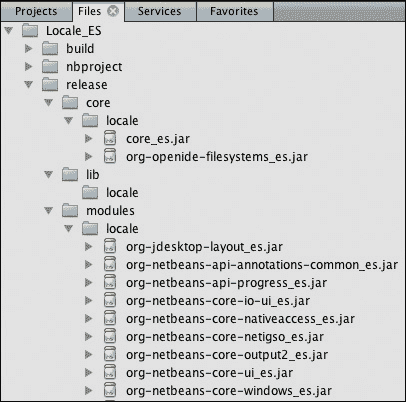 Projects Files Services Favorites
Locale_ES
build
nbproject
release
core
locale
core_es.jar
org-openide-filesystems_es.jar
lib
locale
modules
locale
org-jdesktop-layout_es.jar
org-netbeans-api-annotations-common_es.jar
org-netbeans-api-progress_es.jar
org-netbeans-core-io-ui_es.jar
org-netbeans-core-nativeaccess_es.jar
org-netbeans-core-netigso_es.jar
org-netbeans-core-output2_es.jar
org-netbeans-core-ui_es.jar
org-netbeans-core-windows_es.jar